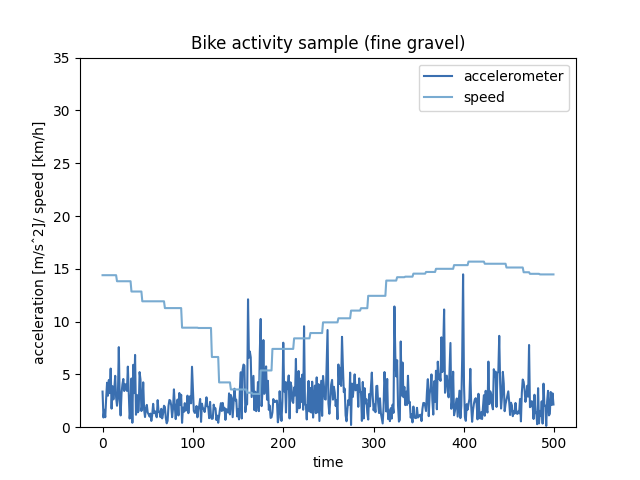 Bike activity sample (fine gravel)
accelerometer
speed
35
30
25
20
15
10
5
0
acceleration [m/s^2]/ speed [km/h]
0 100 200 300 400 500
time